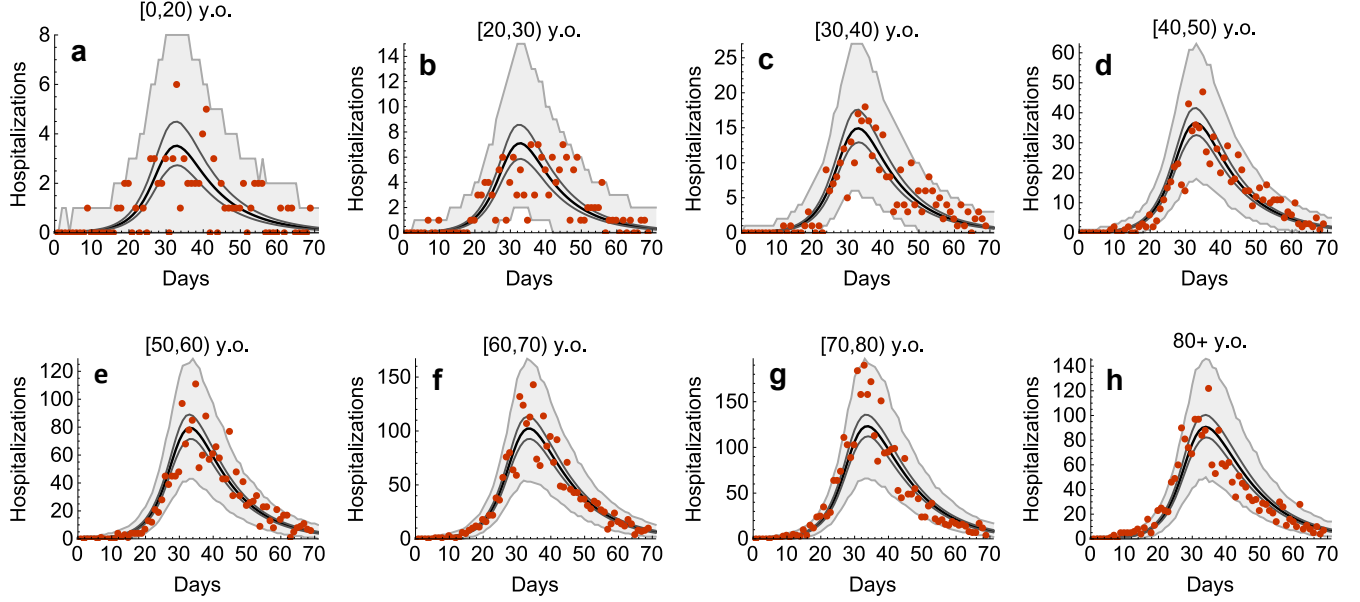 [0,20) y.o.
a
Hospitalizations
8
6
4
2
0
0 10 20 30 40 50 60 70
Days
[20,30) y.o.
b
Hospitalizations
14
12
10
8
6
4
2
0
0 10 20 30 40 50 60 70
Days
[30,40) y.o.
c
Hospitalizations
25
20
15
10
5
0
0 10 20 30 40 50 60 70
Days
[40,50) y.o.
d
Hospitalizations
60
50
40
30
20
10
0
0 10 20 30 40 50 60 70
Days
[50,60) y.o.
e
Hospitalizations
120
100
80
60
40
20
0
0 10 20 30 40 50 60 70
Days
[60,70) y.o.
f
Hospitalizations
150
100
50
0
0 10 20 30 40 50 60 70
Days
[70,80) y.o.
g
Hospitalizations
150
100
50
0
0 10 20 30 40 50 60 70
Days
80+ y.o.
h
Hospitalizations
140
120
100
80
60
40
20
0
0 10 20 30 40 50 60 70
Days